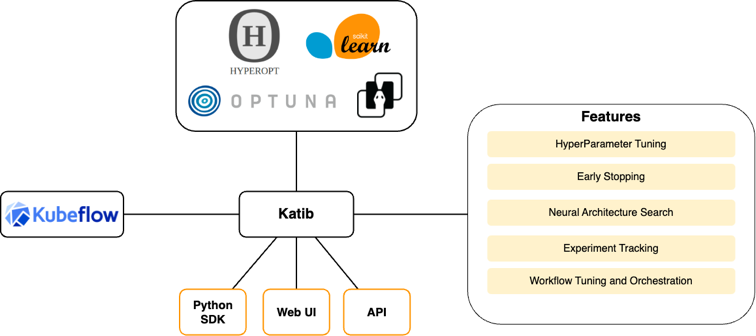 H
HYPEROPT
scikit
learn
OPTUNA
Features
HyperParameter Tuning
Early Stopping
Neural Architecture Search
Experiment Tracking
Workflow Tuning and Orchestration
Kubeflow
Katib
Python
SDK
Web UI
API